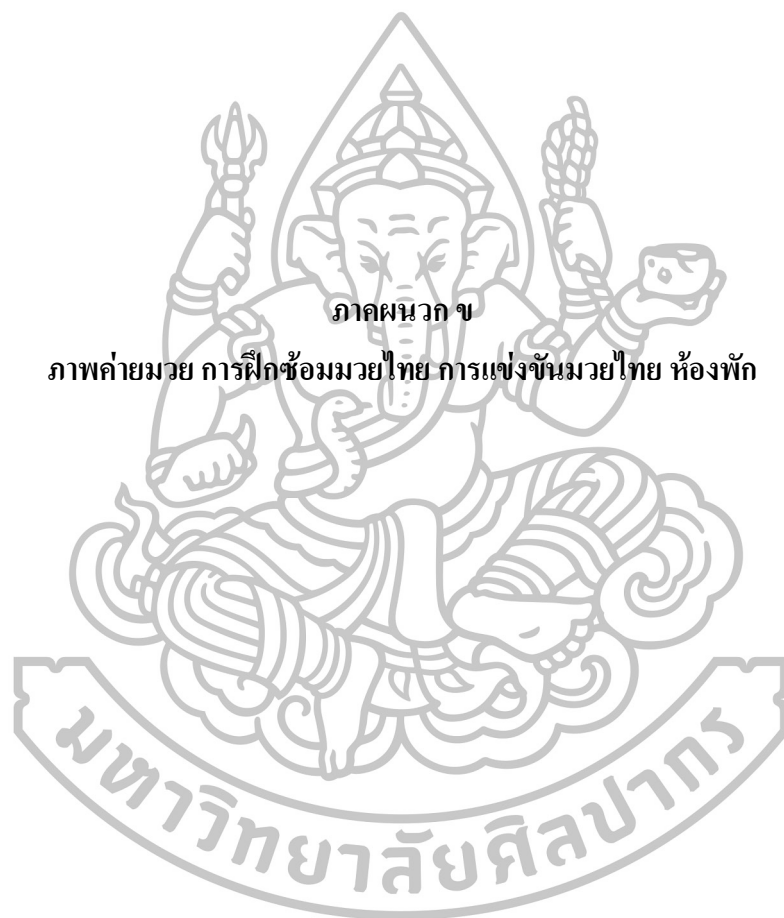 ภาคผนวก ข
ภาพค่ายมวย การฝึกซ้อมมวยไทย การแข่งขันมวยไทย ห้องพัก
มหาวิทยาลัยศิลปากร